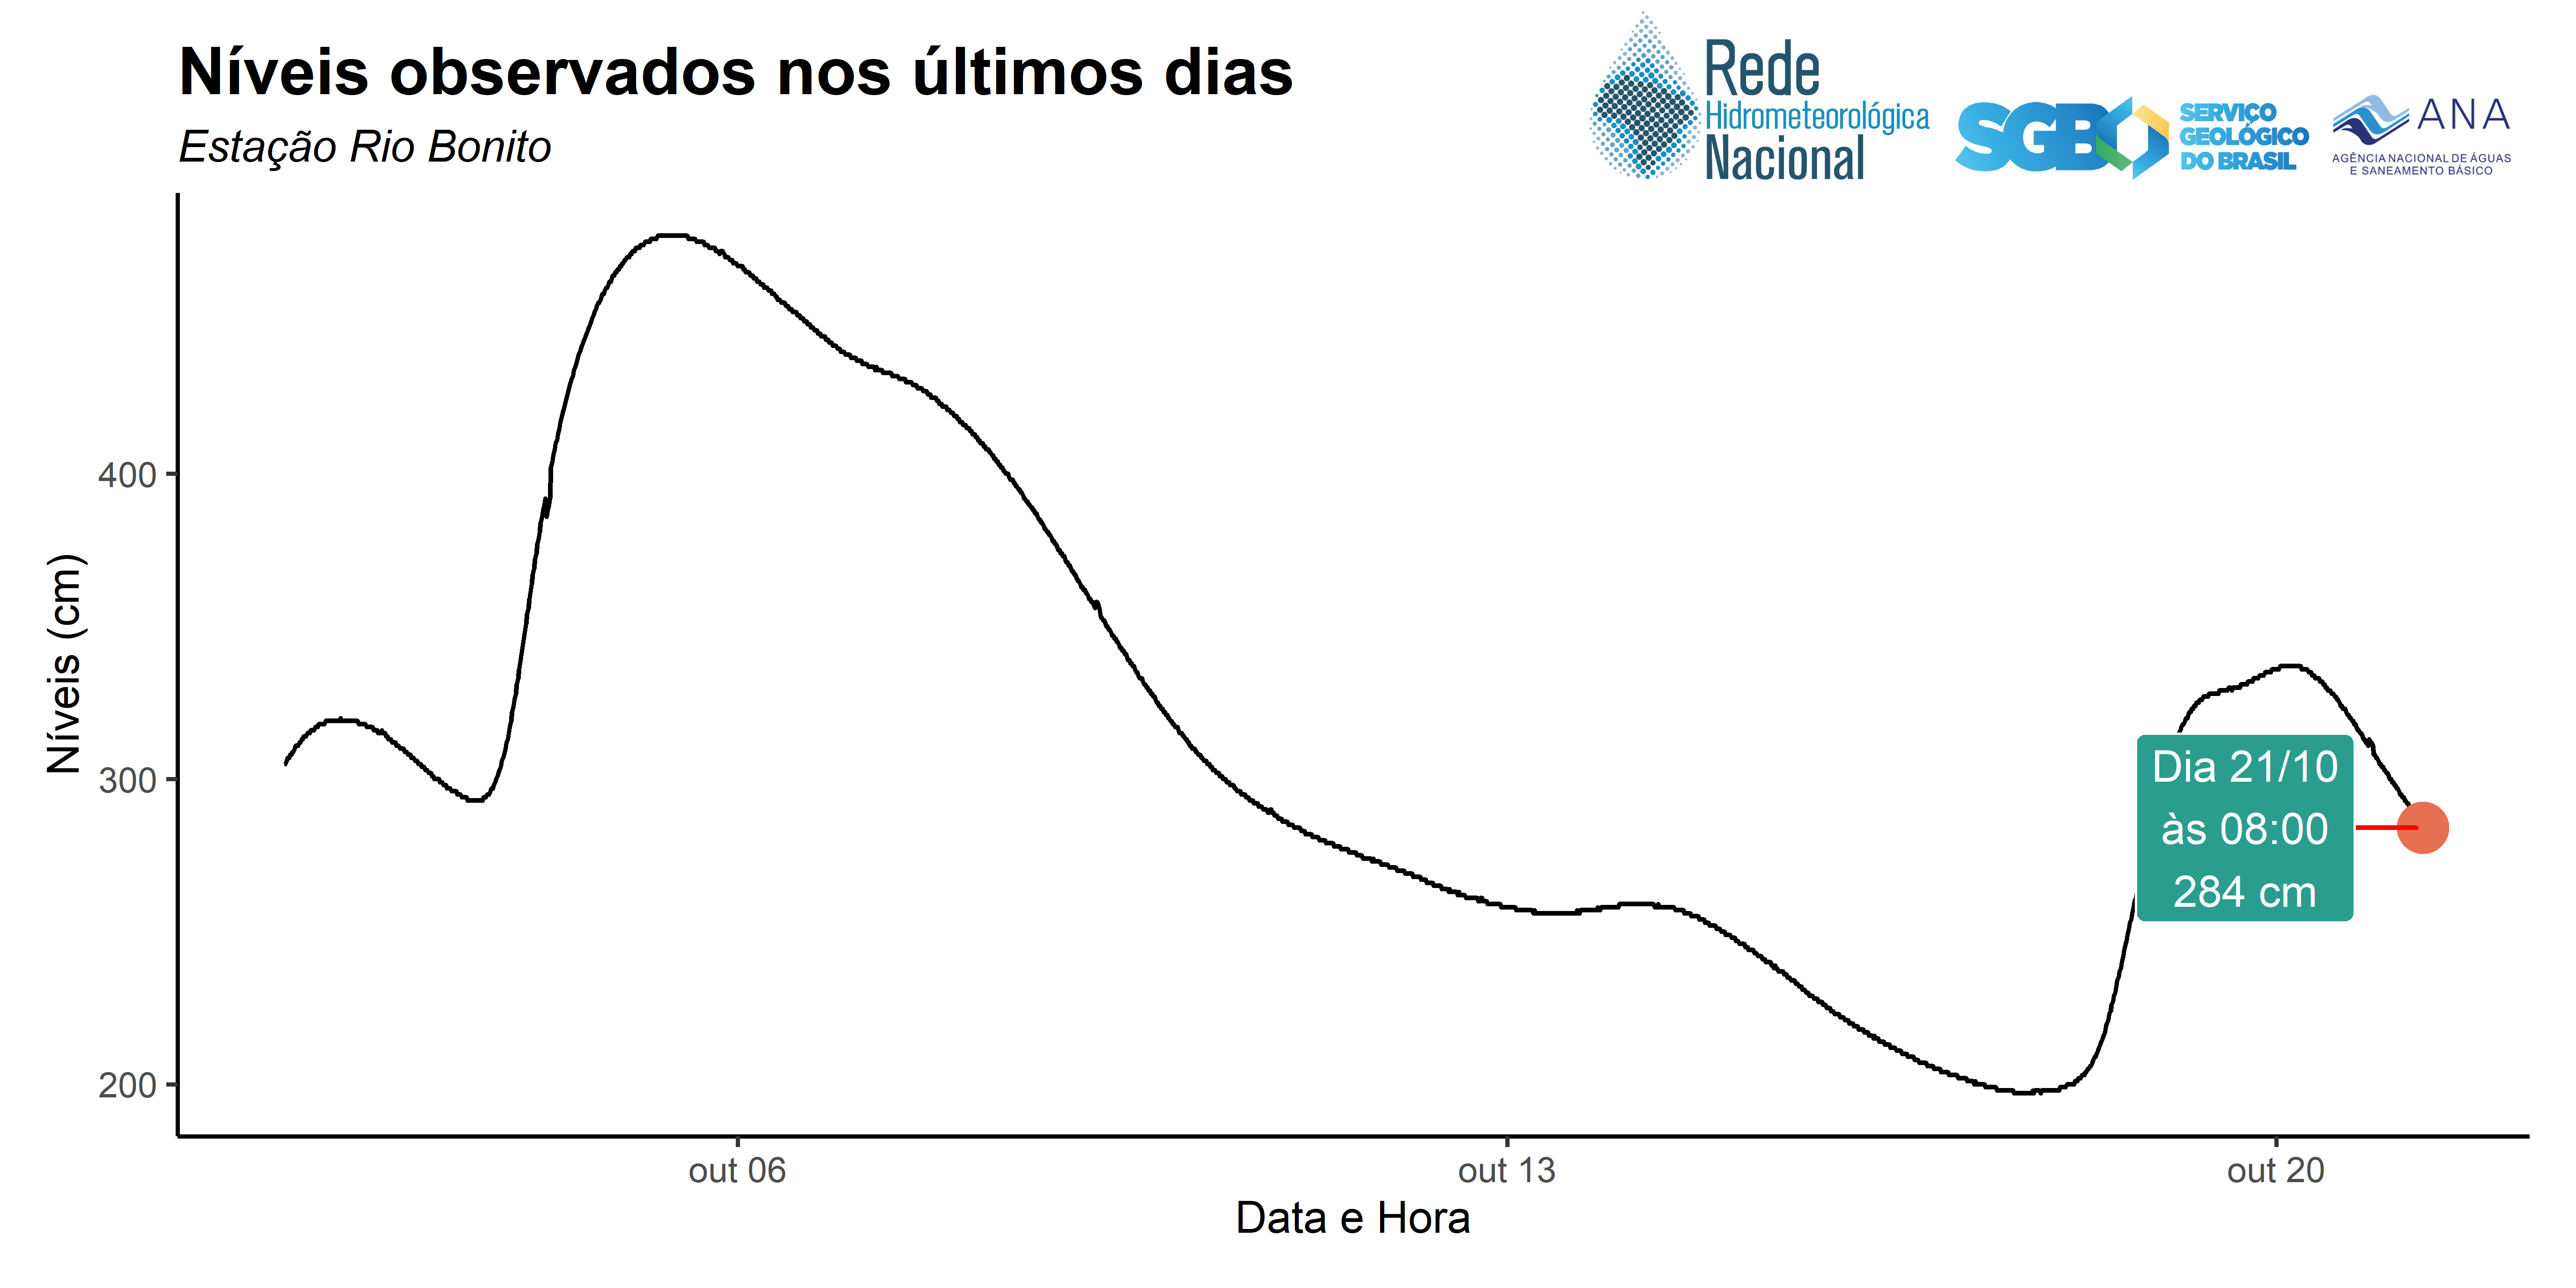 Níveis observados nos últimos dias
Estação Rio Bonito
Rede
Hidrometeorológica
Nacional
SGB
SERVIÇO
GEOLÓGICO
DO BRASIL
ANA
AGÊNCIA NACIONAL DE ÁGUAS
E SANEAMENTO BÁSICO
Níveis (cm)
400
300
200
Dia 21/10
às 08:00
284 cm
out 06
out 13
out 20
Data e Hora